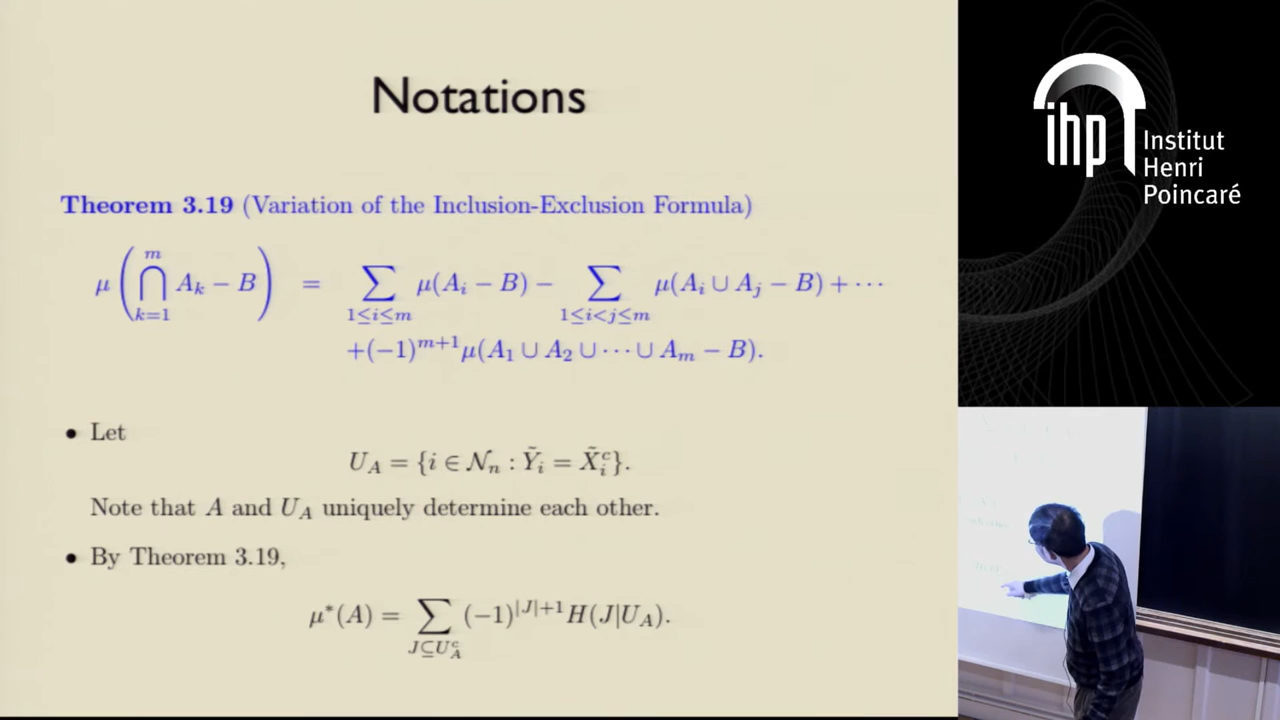 Notations
Theorem 3.19 (Variation of the Inclusion-Exclusion Formula)
μ(⋂_{k=1}^{m} A_k − B) = ∑_{1≤i≤m} μ(A_i − B) − ∑_{1≤i<j≤m} μ(A_i ∪ A_j − B) + ···
+(−1)^{m+1} μ(A_1 ∪ A_2 ∪ ··· ∪ A_m − B).
• Let
U_A = {i ∈ 𝒩_n : Ỹ_i = X̃_i^c}.
Note that A and U_A uniquely determine each other.
• By Theorem 3.19,
μ*(A) = ∑_{J⊆U_A^c} (−1)^{|J|+1} H(J|U_A).
ihp
Institut
Henri
Poincaré